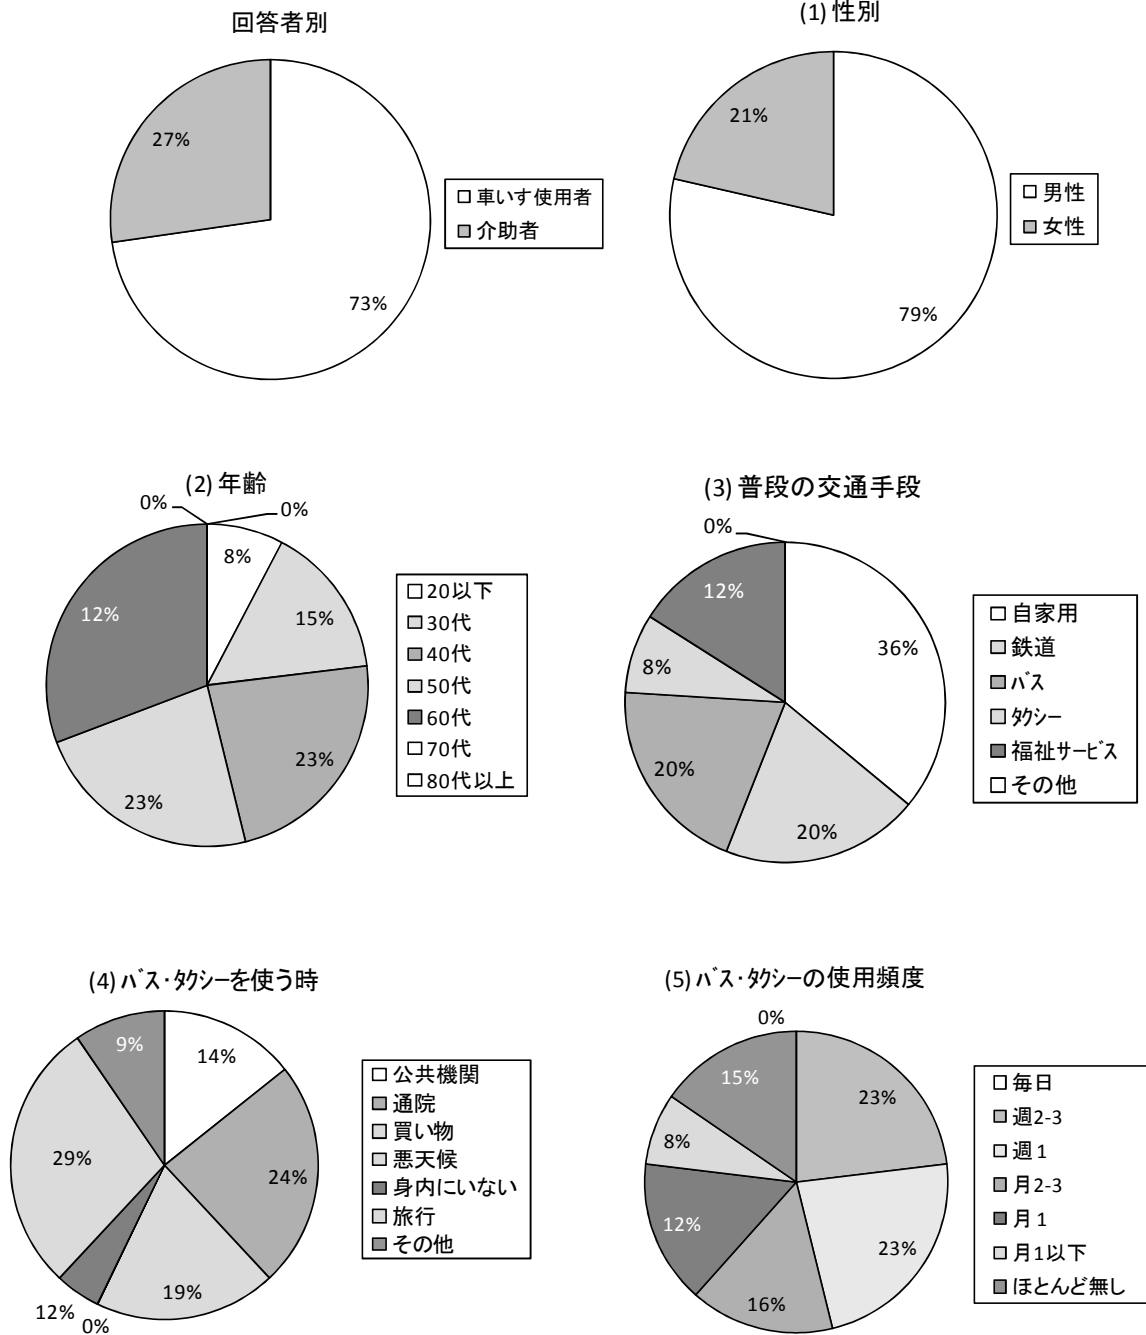 回答者別
27%
73%
車いす使用者
介助者
(1) 性別
21%
79%
男性
女性
(2) 年齢
0%
0%
8%
15%
23%
23%
12%
20以下
30代
40代
50代
60代
70代
80代以上
(3) 普段の交通手段
0%
36%
20%
20%
8%
12%
自家用
鉄道
バス
タクシー
福祉サービス
その他
(4) バス・タクシーを使う時
14%
24%
19%
0%
12%
29%
9%
公共機関
通院
買い物
悪天候
身内にいない
旅行
その他
(5) バス・タクシーの使用頻度
0%
23%
23%
16%
12%
8%
15%
毎日
週2-3
週1
月2-3
月1
月1以下
ほとんど無し